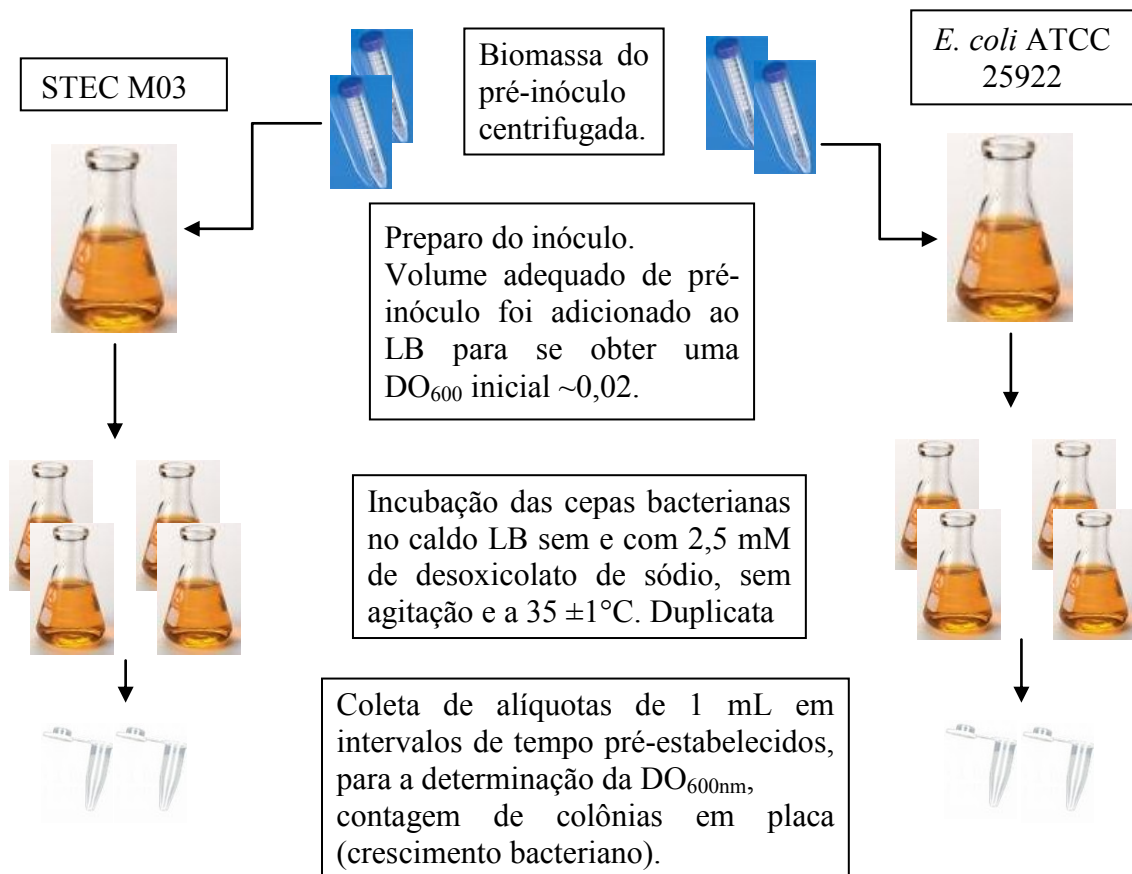 STEC M03
Biomassa do
pré-inóculo
centrifugada.
E. coli ATCC
25922
Preparo do inóculo.
Volume adequado de pré-
inóculo foi adicionado ao
LB para se obter uma
DO600 inicial ~0,02.
Incubação das cepas bacterianas
no caldo LB sem e com 2,5 mM
de desoxicolato de sódio, sem
agitação e a 35 ±1°C. Duplicata
Coleta de alíquotas de 1 mL em
intervalos de tempo pré-estabelecidos,
para a determinação da DO600nm,
contagem de colônias em placa
(crescimento bacteriano).